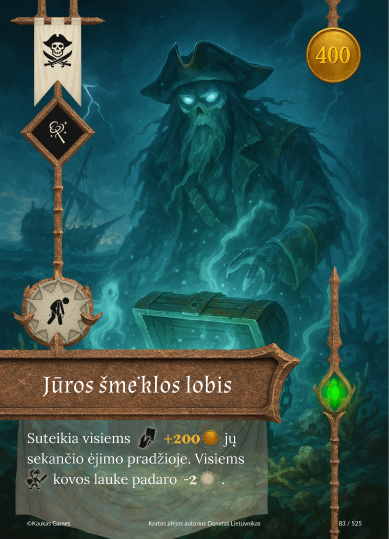 400
Jūros šmėklos lobis
Suteikia visiems +200 jų
sekančio ėjimo pradžioje. Visiems
kovos lauke padaro -2 .
©Kaukas Games
Kortos idėjos autorius Donatas Lietuvnikas
83 / 525